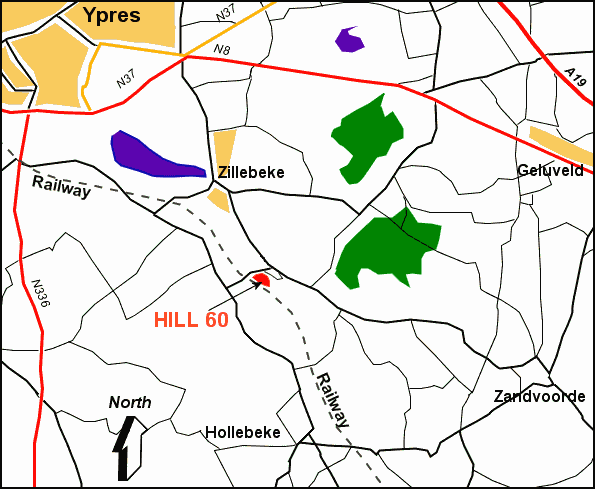 Ypres
N37
N8
N37
A19
Zillebeke
Geluveld
Railway
N336
HILL 60
Railway
Zandvoorde
North
Hollebeke